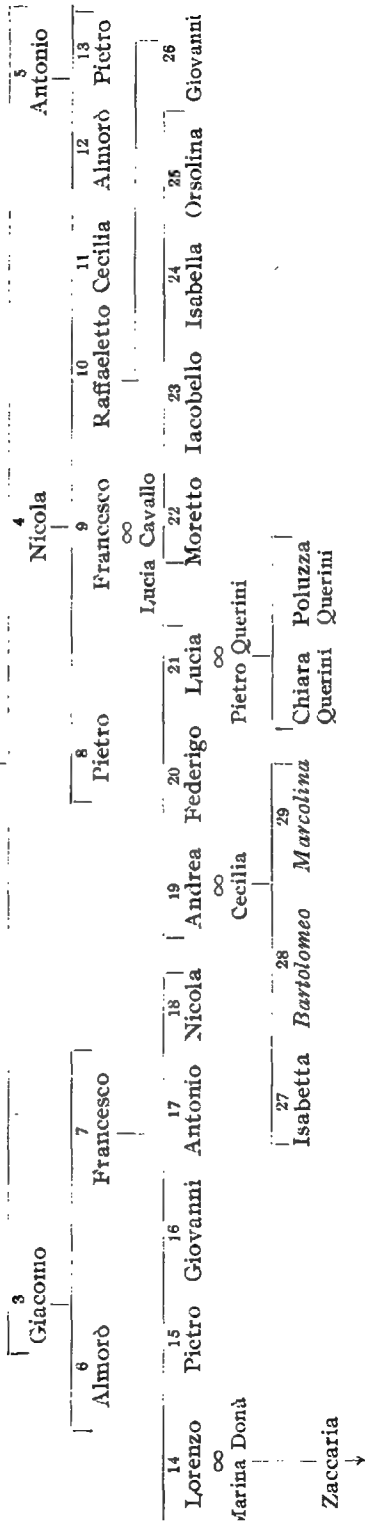 3 4 5
Giacomo Nicola Antonio
6 7 8 9 10 11 12 13
Almorò Francesco Pietro Francesco Raffaeletto Cecilia Almorò Pietro
∞
Lucia Cavallo
14 15 16 17 18 19 20 21 22 23 24 25 26
Lorenzo Pietro Giovanni Antonio Nicola Andrea Federigo Lucia Moretto Iacobello Isabella Orsolina Giovanni
∞ ∞ ∞
Marina Donà Cecilia Pietro Querini
27 28 29
Zaccaria Isabetta Bartolomeo Marcolina Chiara Querini Poluzza Querini